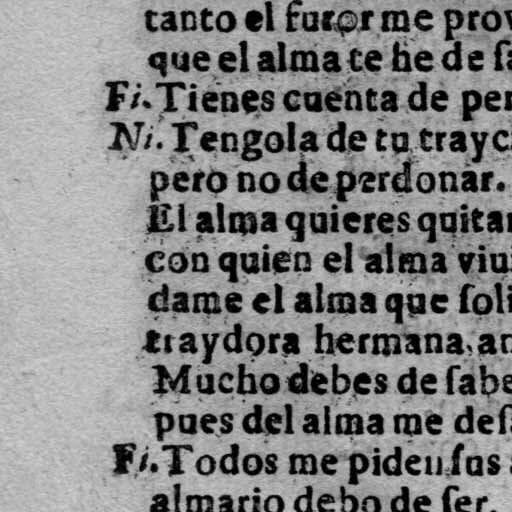 tanto el furor me prov
que el alma te he de ſa
Fi. Tienes cuenta de per
Ni. Tengola de tu trayc
pero no de perdonar.
El alma quieres quitar
con quien el alma viui
dame el alma que ſoli
traydora hermana, an
Mucho debes de ſabe
pues del alma me deſ
Fi. Todos me piden ſus
almario debo de ſer.